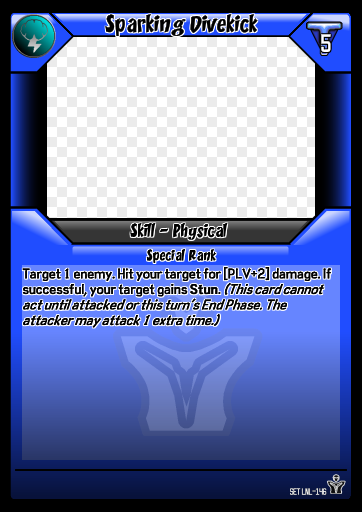 Sparking Divekick
5
Skill - Physical
Special Rank
Target 1 enemy. Hit your target for [PLV+2] damage. If
successful, your target gains Stun. (This card cannot
act until attacked or this turn's End Phase. The
attacker may attack 1 extra time.)
SET LNL-146